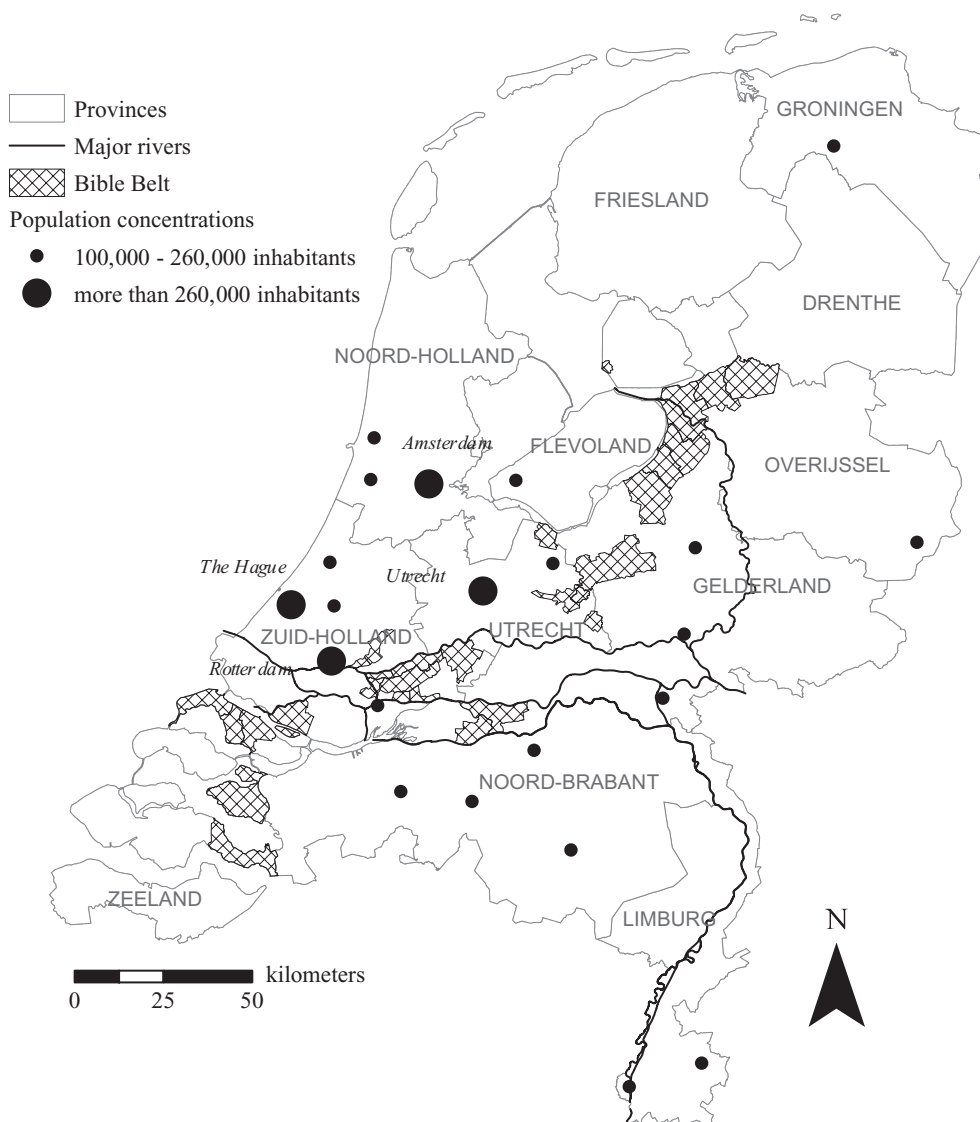 Provinces
Major rivers
Bible Belt
Population concentrations
100,000 - 260,000 inhabitants
more than 260,000 inhabitants
GRONINGEN
FRIESLAND
DRENTHE
NOORD-HOLLAND
Amsterdam
FLEVOLAND
OVERIJSSEL
The Hague
Utrecht
GELDERLAND
ZUID-HOLLAND
UTRECHT
Rotterdam
NOORD-BRABANT
ZEELAND
LIMBURG
N
kilometers
0 25 50